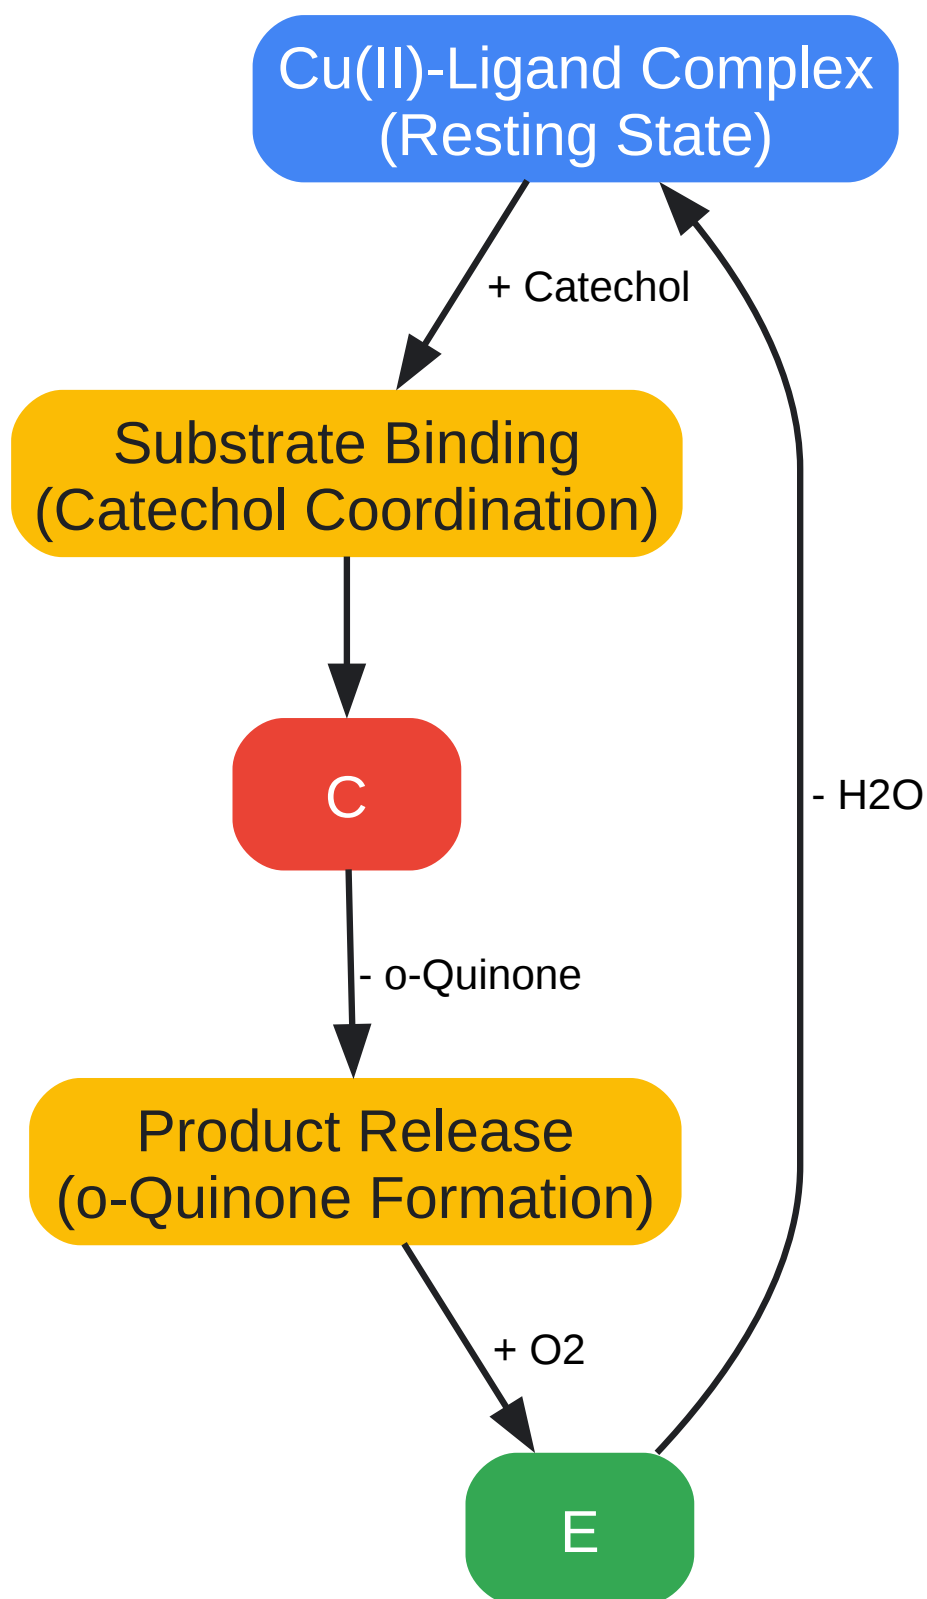 Cu(II)-Ligand Complex
(Resting State)
+ Catechol
Substrate Binding
(Catechol Coordination)
C
- H2O
- o-Quinone
Product Release
(o-Quinone Formation)
+ O2
E